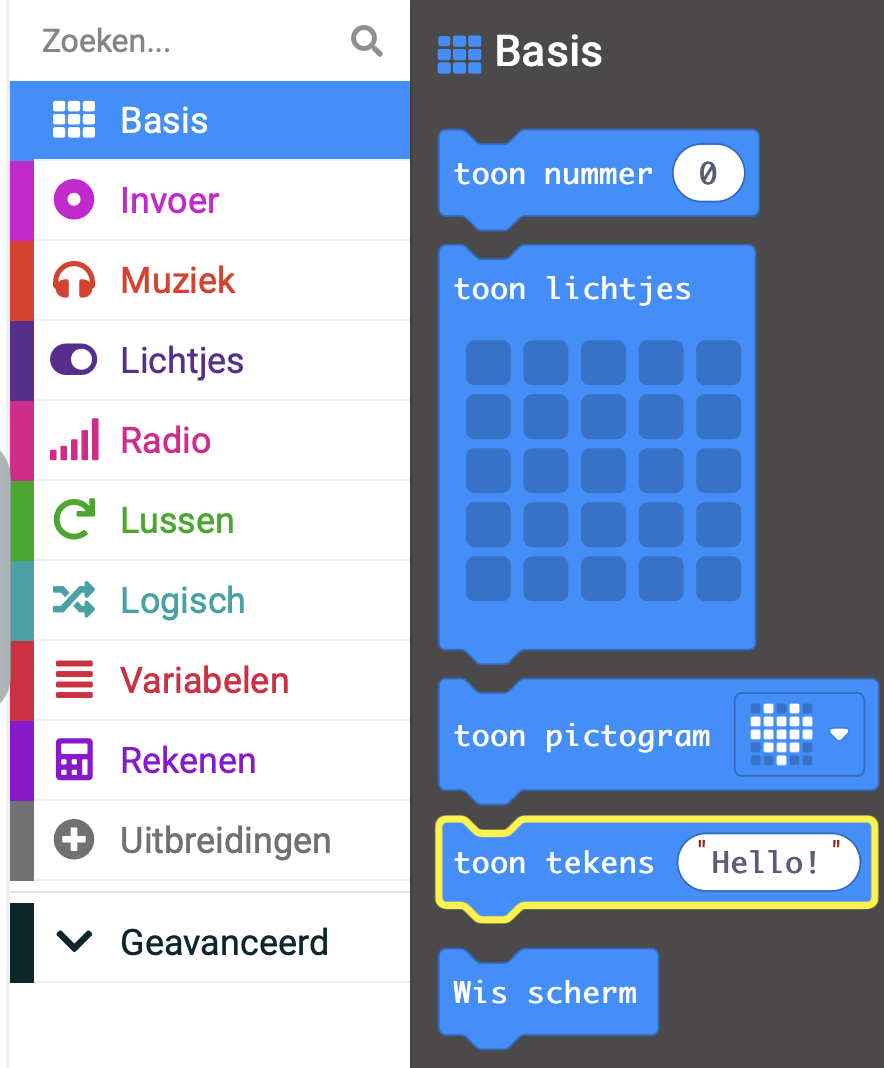 Zoeken...
Basis
Invoer
Muziek
Lichtjes
Radio
Lussen
Logisch
Variabelen
Rekenen
Uitbreidingen
Geavanceerd
Basis
toon nummer 0
toon lichtjes
toon pictogram
toon tekens "Hello!"
Wis scherm